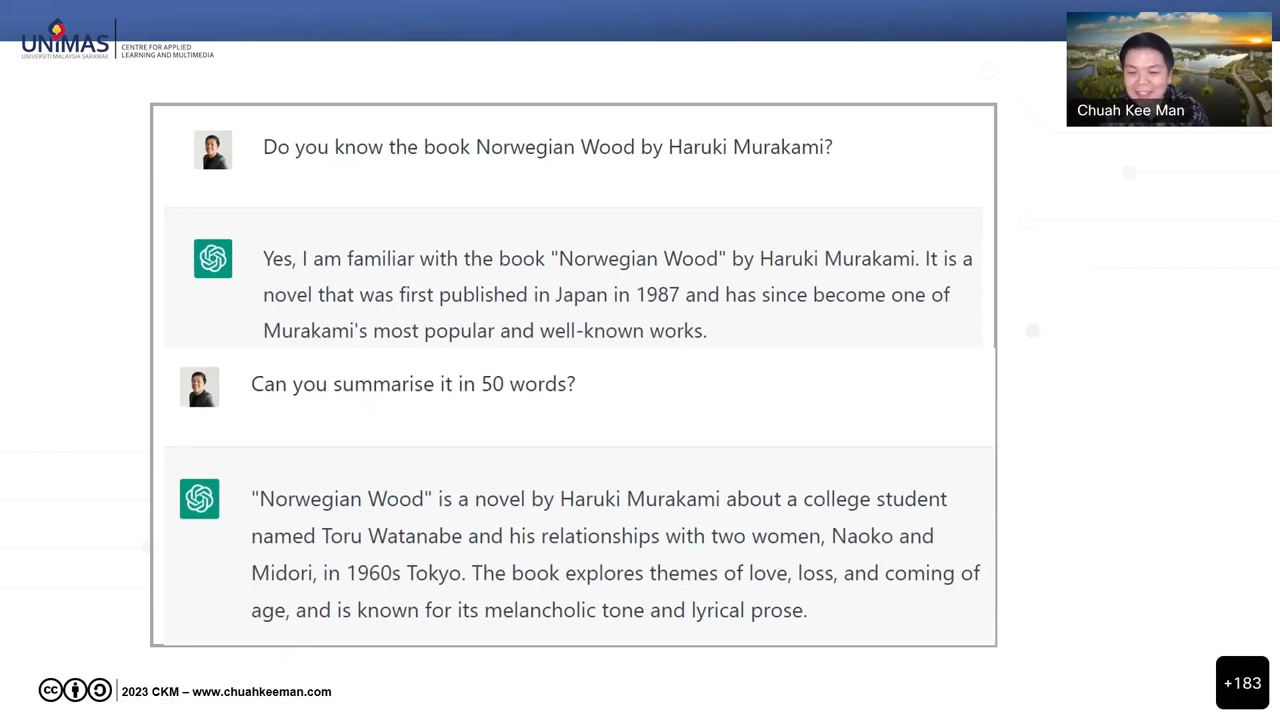 UNIMAS
UNIVERSITI MALAYSIA SARAWAK
CENTRE FOR APPLIED
LEARNING AND MULTIMEDIA
Chuah Kee Man
Do you know the book Norwegian Wood by Haruki Murakami?
Yes, I am familiar with the book "Norwegian Wood" by Haruki Murakami. It is a
novel that was first published in Japan in 1987 and has since become one of
Murakami's most popular and well-known works.
Can you summarise it in 50 words?
"Norwegian Wood" is a novel by Haruki Murakami about a college student
named Toru Watanabe and his relationships with two women, Naoko and
Midori, in 1960s Tokyo. The book explores themes of love, loss, and coming of
age, and is known for its melancholic tone and lyrical prose.
cc
2023 CKM – www.chuahkeeman.com
+183